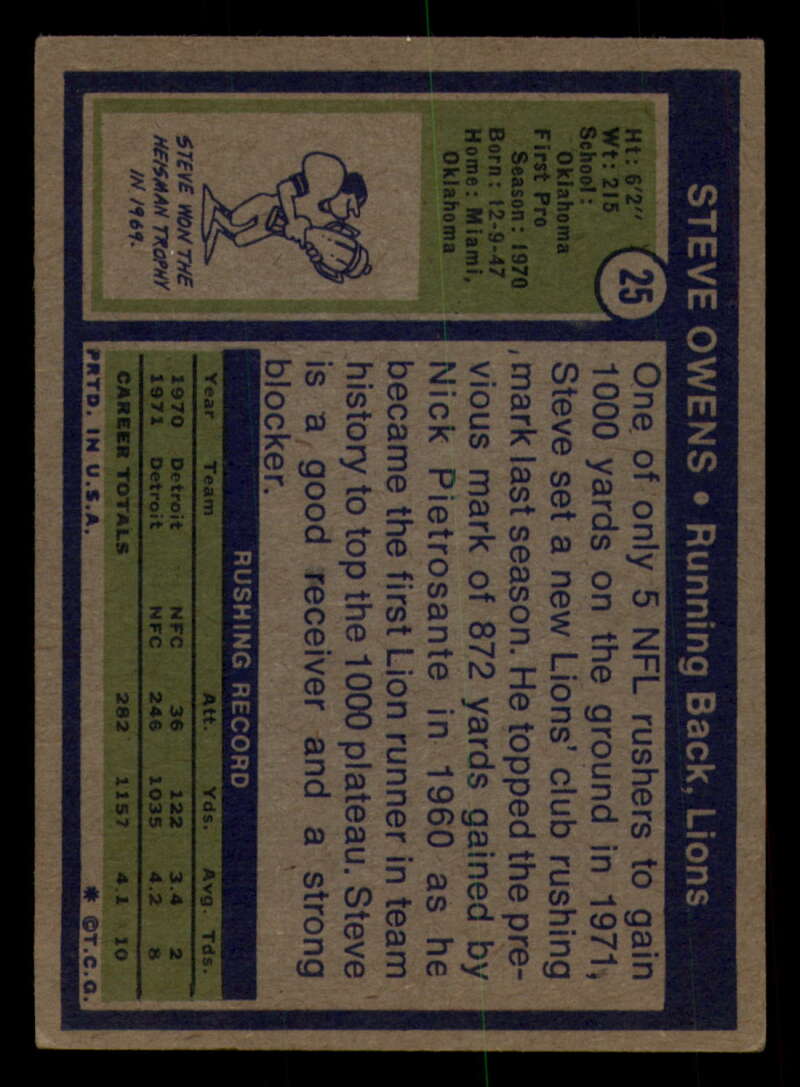 STEVE OWENS • Running Back, Lions
25
Ht: 6'2"
Wt: 215
School:
Oklahoma
First Pro
Season: 1970
Born: 12-9-47
Home: Miami,
Oklahoma
STEVE WON THE
HEISMAN TROPHY
IN 1969.
One of only 5 NFL rushers to gain
1000 yards on the ground in 1971,
Steve set a new Lions' club rushing
mark last season. He topped the pre-
vious mark of 872 yards gained by
Nick Pietrosante in 1960 as he
became the first Lion runner in team
history to top the 1000 plateau. Steve
is a good receiver and a strong
blocker.
RUSHING RECORD
Year Team Att. Yds. Avg. Tds.
1970 Detroit NFC 36 122 3.4 2
1971 Detroit NFC 246 1035 4.2 8
CAREER TOTALS 282 1157 4.1 10
PRTD. IN U.S.A. * ©T.C.G.